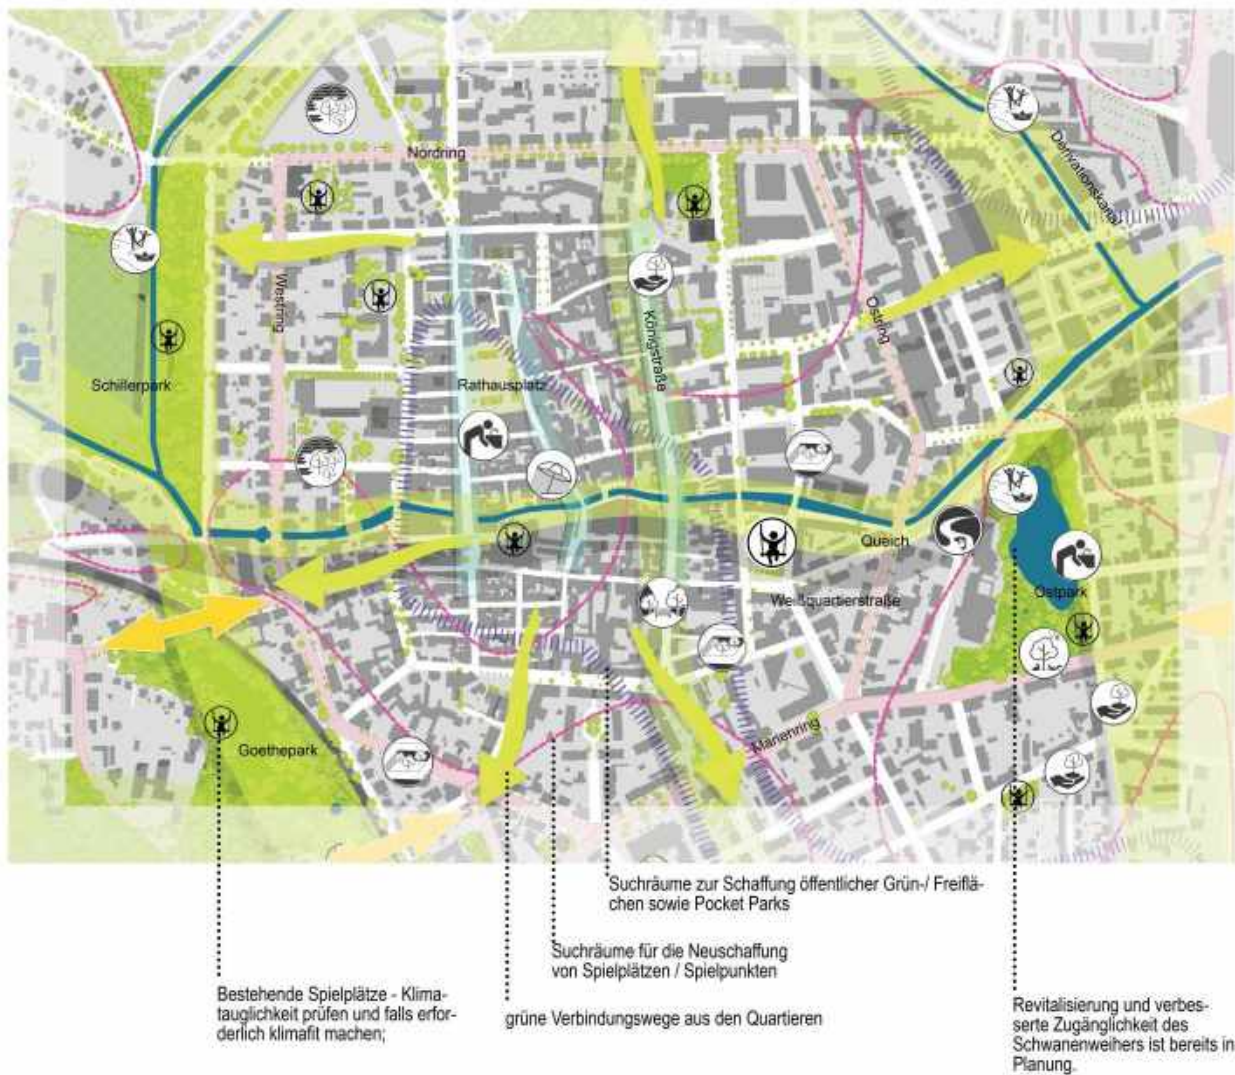 Nordring
Derivationskanal
Westring
Königstraße
Ostring
Schillerpark
Rathausplatz
Queich
Weißquartierstraße
Ostpark
Goethepark
Marienring
Suchräume zur Schaffung öffentlicher Grün-/ Freiflä-
chen sowie Pocket Parks
Suchräume für die Neuschaffung
von Spielplätzen / Spielpunkten
Bestehende Spielplätze - Klima-
tauglichkeit prüfen und falls erfor-
derlich klimafit machen;
grüne Verbindungswege aus den Quartieren
Revitalisierung und verbes-
serte Zugänglichkeit des
Schwanenweihers ist bereits in
Planung.